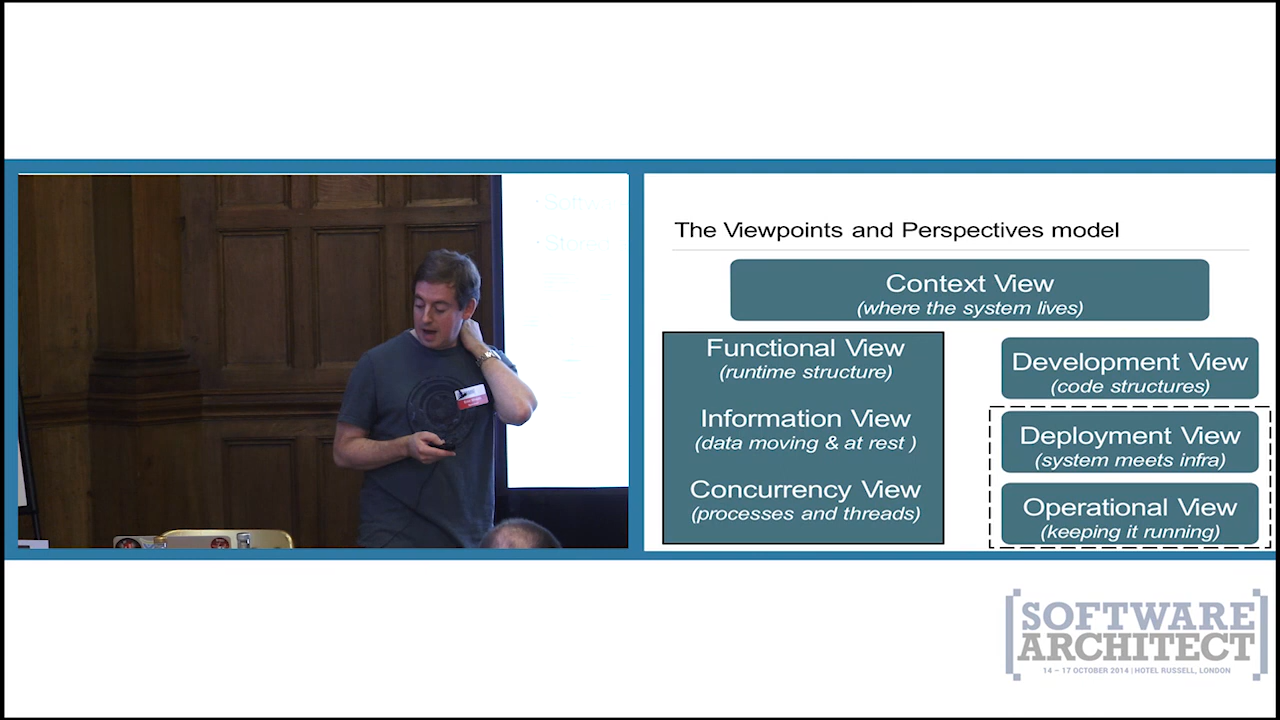 · Softw
· Stored
The Viewpoints and Perspectives model
Context View
(where the system lives)
Functional View
(runtime structure)
Information View
(data moving & at rest )
Concurrency View
(processes and threads)
Development View
(code structures)
Deployment View
(system meets infra)
Operational View
(keeping it running)
[SOFTWARE
ARCHITECT]
14 – 17 OCTOBER 2014 | HOTEL RUSSELL, LONDON